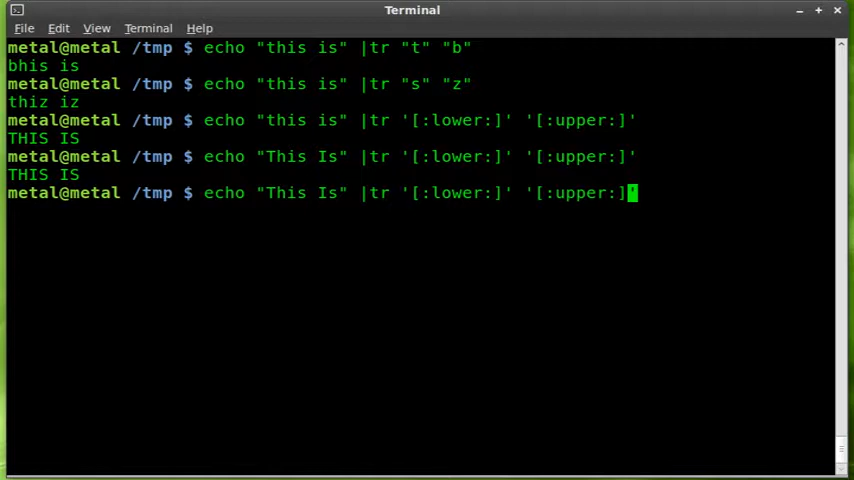 Terminal
File Edit View Terminal Help
metal@metal /tmp $ echo "this is" |tr "t" "b"
bhis is
metal@metal /tmp $ echo "this is" |tr "s" "z"
thiz iz
metal@metal /tmp $ echo "this is" |tr '[:lower:]' '[:upper:]'
THIS IS
metal@metal /tmp $ echo "This Is" |tr '[:lower:]' '[:upper:]'
THIS IS
metal@metal /tmp $ echo "This Is" |tr '[:lower:]' '[:upper:]'